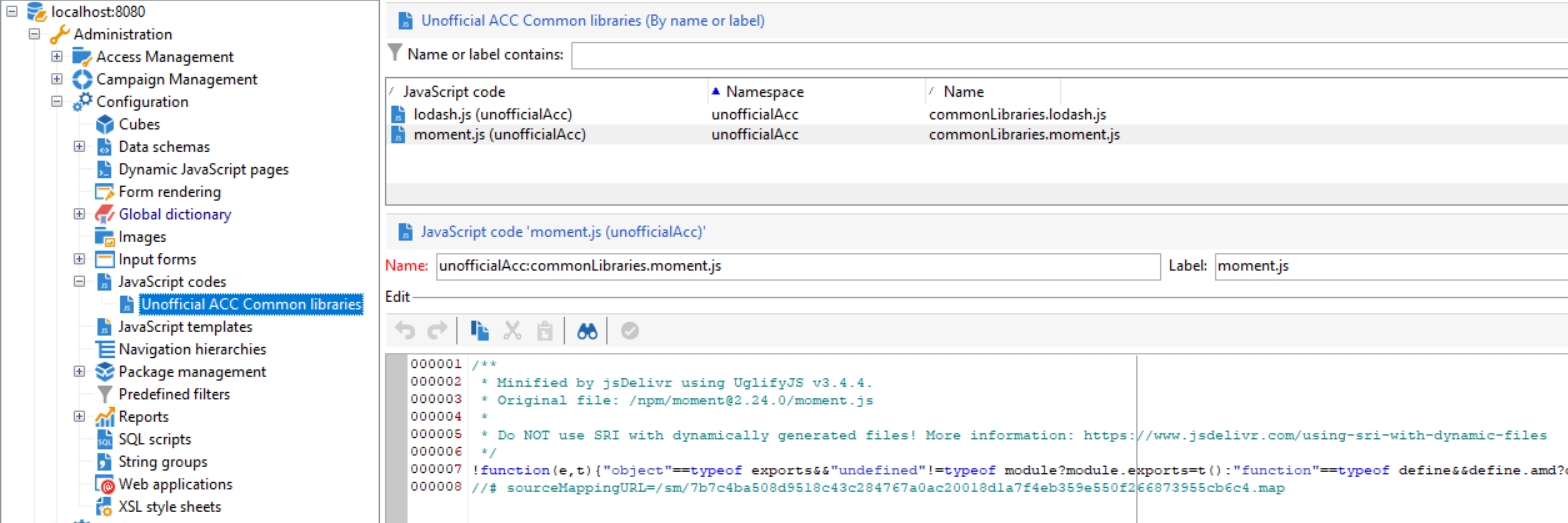 localhost:8080
Administration
Access Management
Campaign Management
Configuration
Cubes
Data schemas
Dynamic JavaScript pages
Form rendering
Global dictionary
Images
Input forms
JavaScript codes
Unofficial ACC Common libraries
JavaScript templates
Navigation hierarchies
Package management
Predefined filters
Reports
SQL scripts
String groups
Web applications
XSL style sheets
Unofficial ACC Common libraries (By name or label)
Name or label contains:
JavaScript code Namespace Name
lodash.js (unofficialAcc) unofficialAcc commonLibraries.lodash.js
moment.js (unofficialAcc) unofficialAcc commonLibraries.moment.js
JavaScript code 'moment.js (unofficialAcc)'
Name: unofficialAcc:commonLibraries.moment.js Label: moment.js
Edit
000001 /**
000002 * Minified by jsDelivr using UglifyJS v3.4.4.
000003 * Original file: /npm/moment@2.24.0/moment.js
000004 *
000005 * Do NOT use SRI with dynamically generated files! More information: https://www.jsdelivr.com/using-sri-with-dynamic-files
000006 */
000007 !function(e,t){"object"==typeof exports&&"undefined"!=typeof module?module.exports=t():"function"==typeof define&&define.amd?
000008 //# sourceMappingURL=/sm/7b7c4ba508d9518c43c284767a0ac20018d1a7f4eb359e550f266873955cb6c4.map